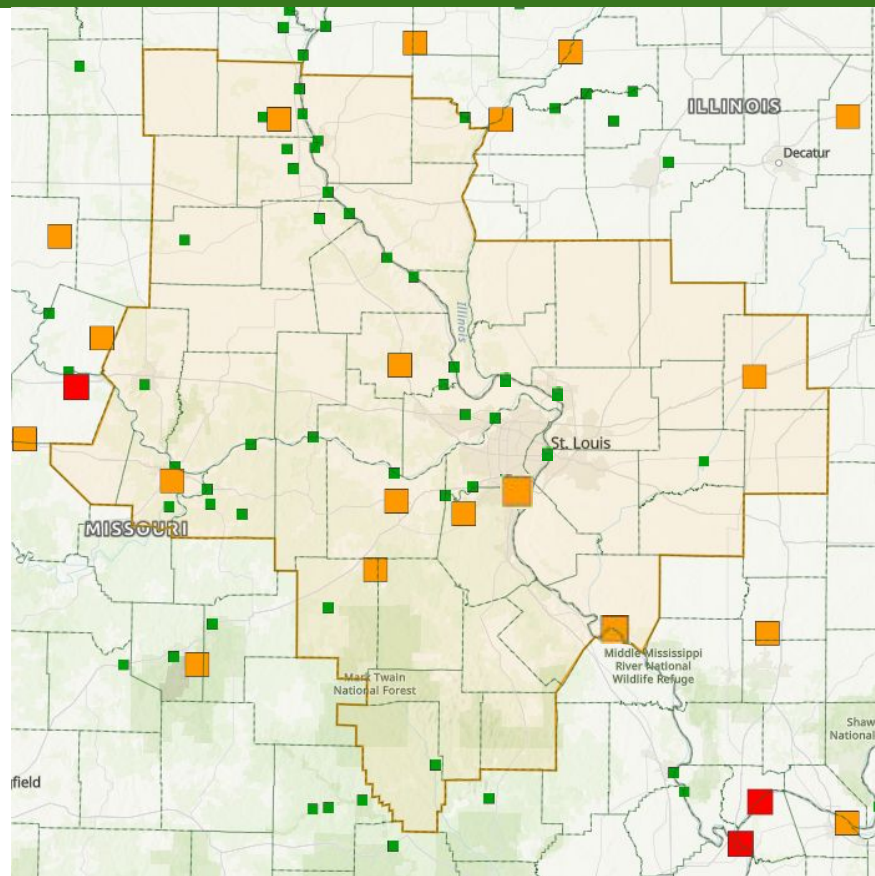 ILLINOIS
Decatur
Illinois
St. Louis
MISSOURI
Middle Mississippi
River National
Wildlife Refuge
Mark Twain
National Forest
Shaw
National
field